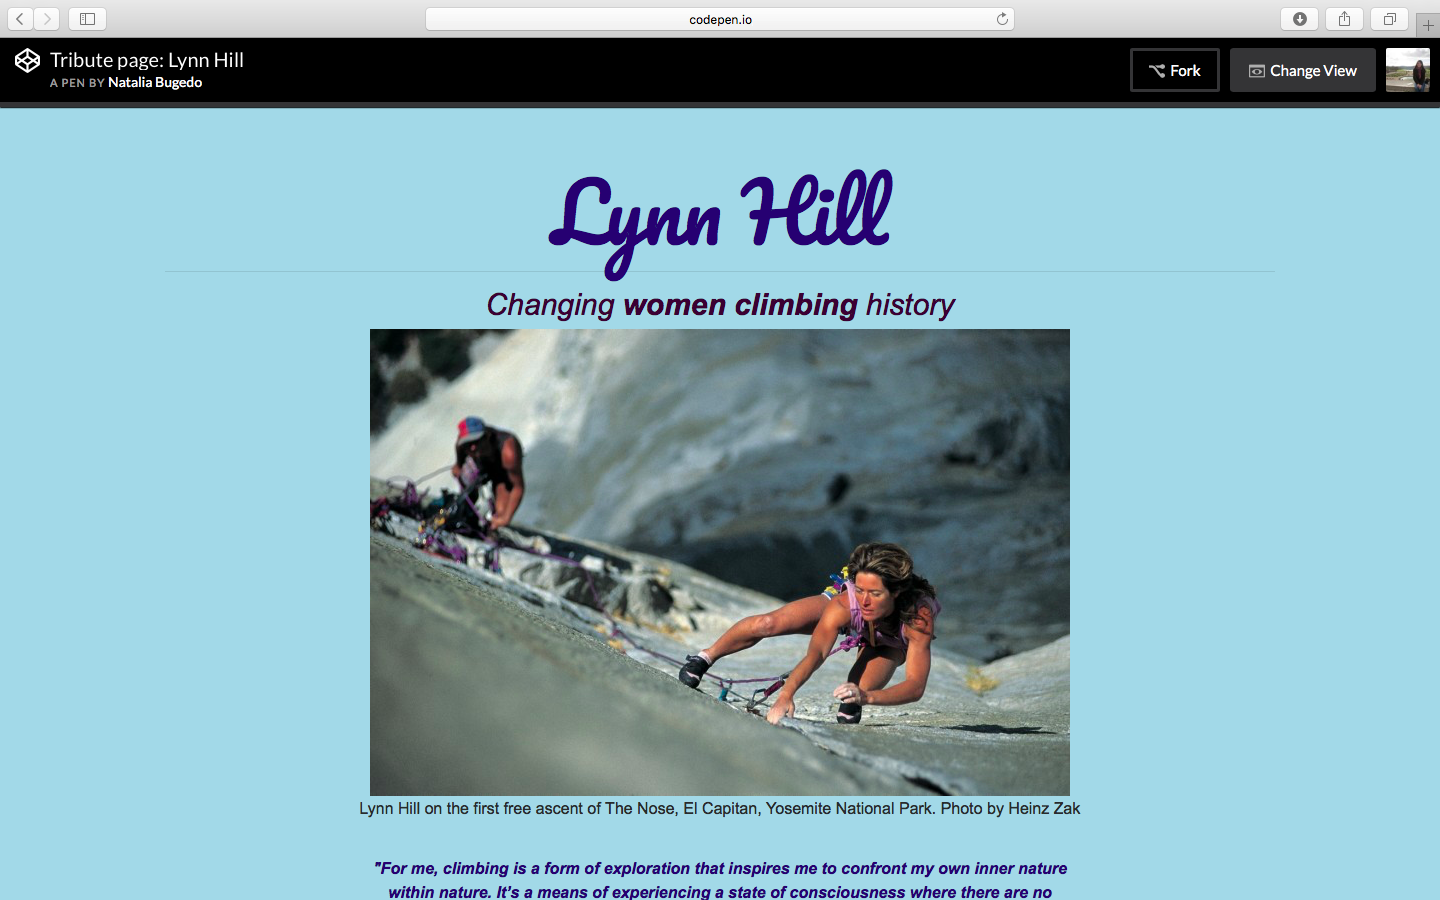 codepen.io
Tribute page: Lynn Hill
A PEN BY Natalia Bugedo
Fork
Change View
Lynn Hill
Changing women climbing history
Lynn Hill on the first free ascent of The Nose, El Capitan, Yosemite National Park. Photo by Heinz Zak
"For me, climbing is a form of exploration that inspires me to confront my own inner nature
within nature. It's a means of experiencing a state of consciousness where there are no